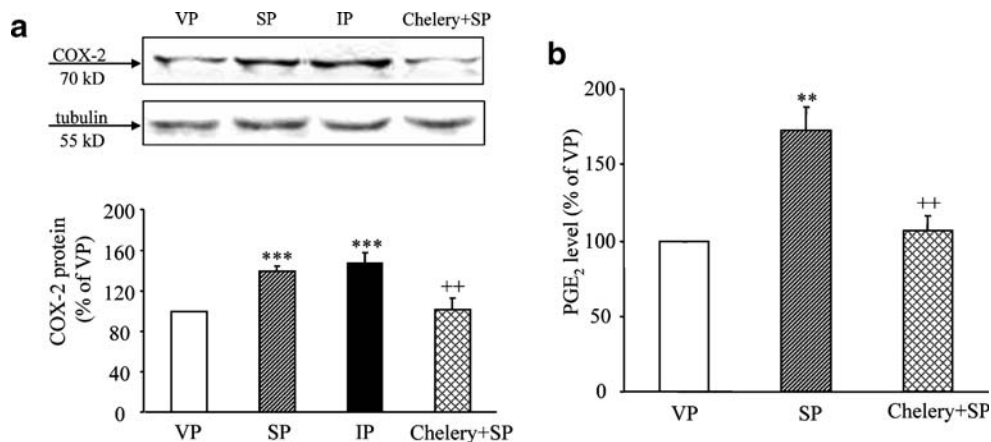 a
VP SP IP Chelery+SP
COX-2
70 kD
tubulin
55 kD
COX-2 protein
(% of VP)
200
160
120
80
40
0
***
***
++
VP SP IP Chelery+SP
b
PGE₂ level (% of VP)
200
150
100
50
0
**
++
VP SP Chelery+SP